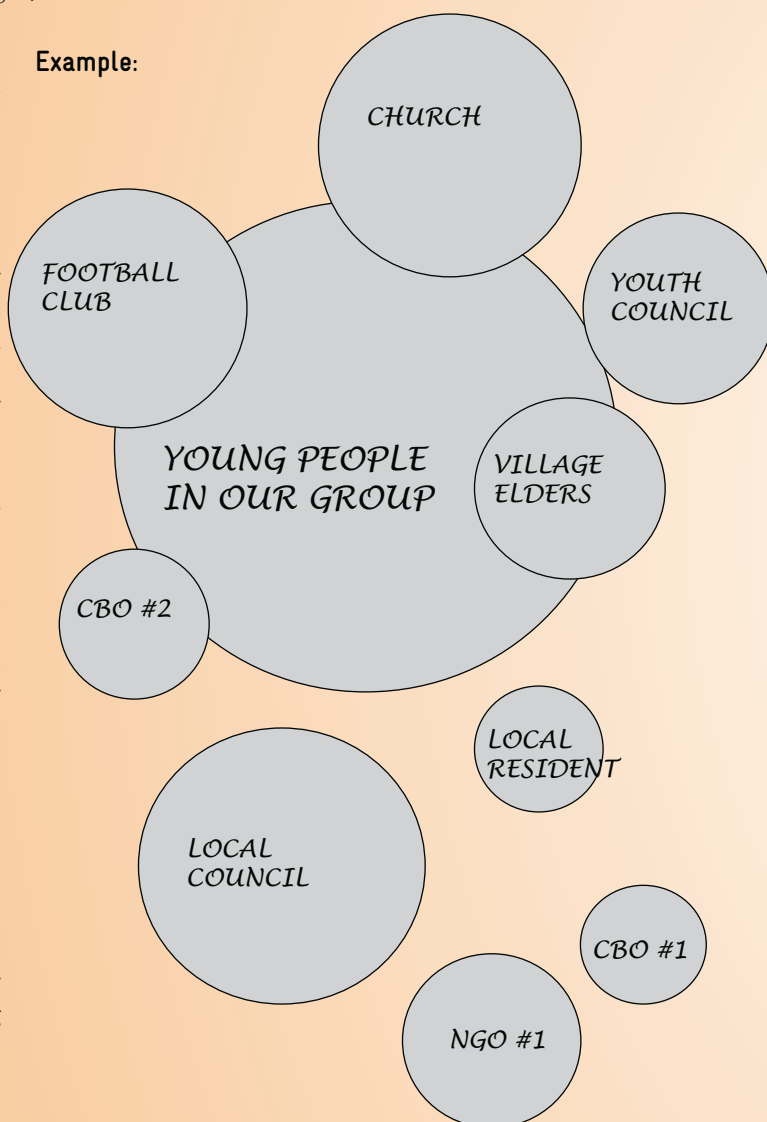 Example:
CHURCH
FOOTBALL
CLUB
YOUTH
COUNCIL
YOUNG PEOPLE
IN OUR GROUP
VILLAGE
ELDERS
CBO #2
LOCAL
RESIDENT
LOCAL
COUNCIL
CBO #1
NGO #1